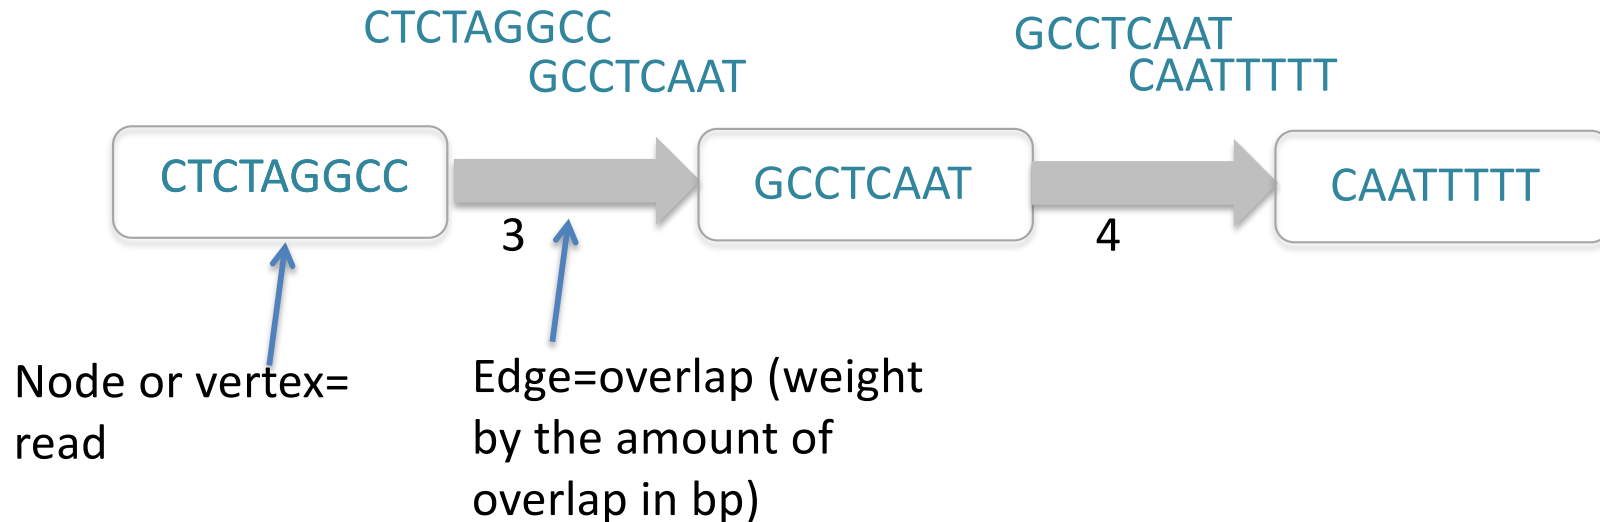 CTCTAGGCC
GCCTCAAT
GCCTCAAT
CAATTTTT
CTCTAGGCC
GCCTCAAT
CAATTTTT
3
4
Node or vertex=
read
Edge=overlap (weight
by the amount of
overlap in bp)